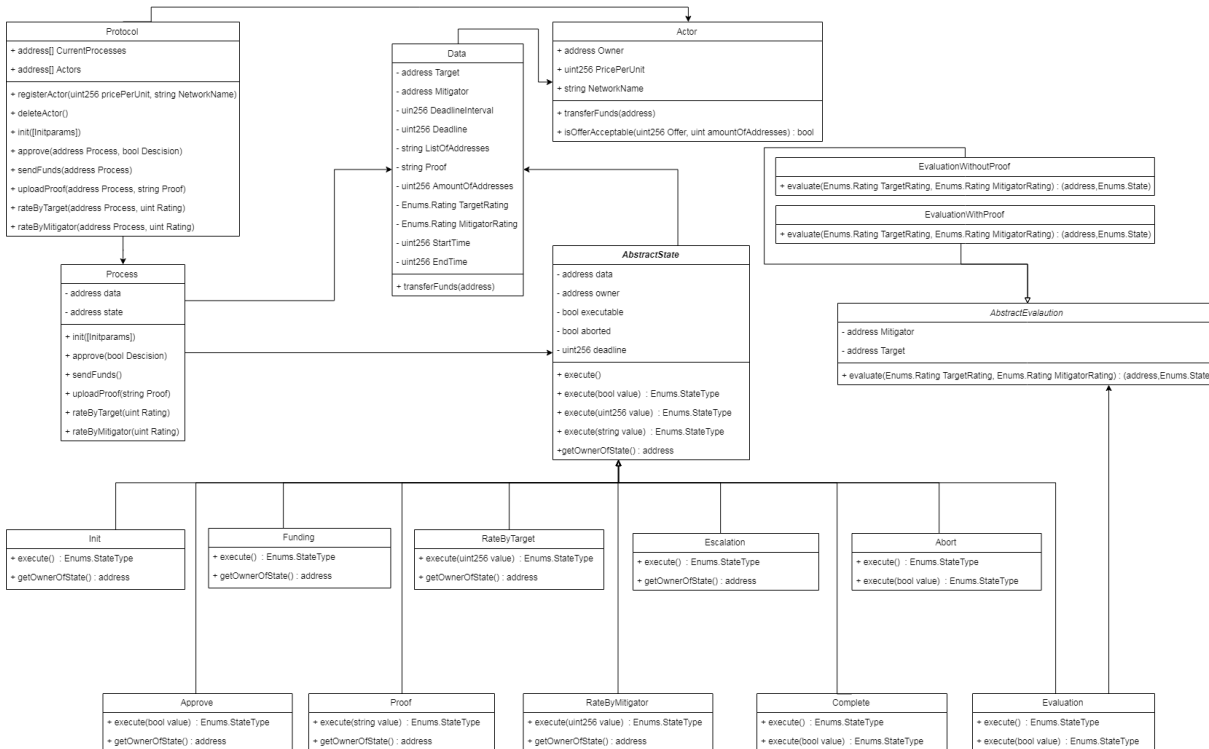 Protocol
+ address[] CurrentProcesses
+ address[] Actors
+ registerActor(uint256 pricePerUnit, string NetworkName)
+ deleteActor()
+ init([Initparams])
+ approve(address Process, bool Descision)
+ sendFunds(address Process)
+ uploadProof(address Process, string Proof)
+ rateByTarget(address Process, uint Rating)
+ rateByMitigator(address Process, uint Rating)
Data
- address Target
- address Mitigator
- uin256 DeadlineInterval
- uint256 Deadline
- string ListOfAddresses
- string Proof
- uint256 AmountOfAddresses
- Enums.Rating TargetRating
- Enums.Rating MitigatorRating
- uint256 StartTime
- uint256 EndTime
+ transferFunds(address)
Actor
+ address Owner
+ uint256 PricePerUnit
+ string NetworkName
+ transferFunds(address)
+ isOfferAcceptable(uint256 Offer, uint amountOfAddresses) : bool
EvaluationWithoutProof
+ evaluate(Enums.Rating TargetRating, Enums.Rating MitigatorRating) : (address,Enums.State)
EvaluationWithProof
+ evaluate(Enums.Rating TargetRating, Enums.Rating MitigatorRating) : (address,Enums.State)
Process
- address data
- address state
+ init([Initparams])
+ approve(bool Descision)
+ sendFunds()
+ uploadProof(string Proof)
+ rateByTarget(uint Rating)
+ rateByMitigator(uint Rating)
AbstractState
- address data
- address owner
- bool executable
- bool aborted
- uint256 deadline
+ execute()
+ execute(bool value) : Enums.StateType
+ execute(uint256 value) : Enums.StateType
+ execute(string value) : Enums.StateType
+getOwnerOfState() : address
AbstractEvalaution
- address Mitigator
- address Target
+ evaluate(Enums.Rating TargetRating, Enums.Rating MitigatorRating) : (address,Enums.State
Init
+ execute() : Enums.StateType
+ getOwnerOfState() : address
Funding
+ execute() : Enums.StateType
+ getOwnerOfState() : address
RateByTarget
+ execute(uint256 value) : Enums.StateType
+ getOwnerOfState() : address
Escalation
+ execute() : Enums.StateType
+ getOwnerOfState() : address
Abort
+ execute() : Enums.StateType
+ execute(bool value) : Enums.StateType
Approve
+ execute(bool value) : Enums.StateType
+ getOwnerOfState() : address
Proof
+ execute(string value) : Enums.StateType
+ getOwnerOfState() : address
RateByMitigator
+ execute(uint256 value) : Enums.StateType
+ getOwnerOfState() : address
Complete
+ execute() : Enums.StateType
+ execute(bool value) : Enums.StateType
Evaluation
+ execute() : Enums.StateType
+ execute(bool value) : Enums.StateType